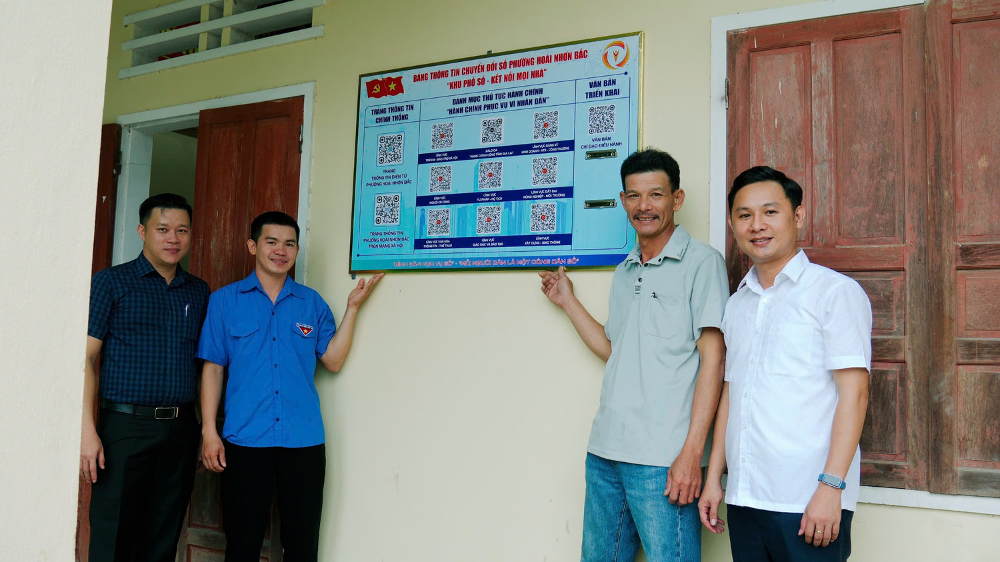 BẢNG THÔNG TIN CHUYỂN ĐỔI SỐ PHƯỜNG HOÀI NHƠN BẮC
"KHU PHỐ SỐ - KẾT NỐI MỌI NHÀ"
TRANG THÔNG TIN
CHÍNH THỐNG
TRANG
THÔNG TIN ĐIỆN TỬ
PHƯỜNG HOÀI NHƠN BẮC
TRANG THÔNG TIN
PHƯỜNG HOÀI NHƠN BẮC
TRÊN MẠNG XÃ HỘI
DANH MỤC THỦ TỤC HÀNH CHÍNH
"HÀNH CHÍNH PHỤC VỤ VÌ NHÂN DÂN"
LĨNH VỰC
TRẺ EM - BẢO TRỢ XÃ HỘI
ZALO OA
"HÀNH CHÍNH CÔNG TỈNH GIA LAI"
LĨNH VỰC ĐĂNG KÝ
KINH DOANH - HTX - CÔNG THƯƠNG
LĨNH VỰC
NGƯỜI CÓ CÔNG
LĨNH VỰC
TƯ PHÁP - HỘ TỊCH
LĨNH VỰC ĐẤT ĐAI
NÔNG NGHIỆP - MÔI TRƯỜNG
LĨNH VỰC VĂN HÓA
THÔNG TIN - THỂ THAO
LĨNH VỰC
GIÁO DỤC VÀ ĐÀO TẠO
LĨNH VỰC
XÂY DỰNG - GIAO THÔNG
VĂN BẢN
TRIỂN KHAI
VĂN BẢN
CHỈ ĐẠO ĐIỀU HÀNH
"BÌNH DÂN HỌC VỤ SỐ" - "MỖI NGƯỜI DÂN LÀ MỘT CÔNG DÂN SỐ"